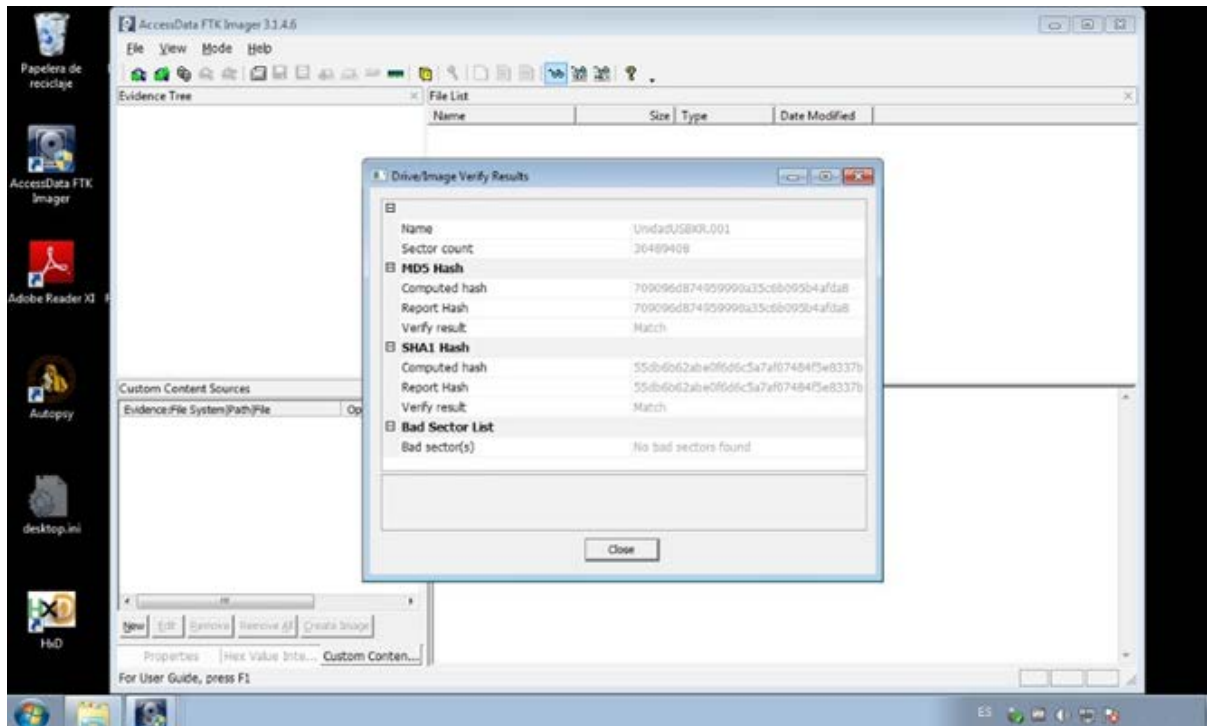 Papelera de
reciclaje
AccessData FTK
Imager
Adobe Reader XI
Autopsy
desktop.ini
HxD
AccessData FTK Imager 3.1.4.6
File View Mode Help
Evidence Tree
File List
Name Size Type Date Modified
Custom Content Sources
Evidence:File System|Path|File Op
New Edit Remove Remove All Create Image
Properties Hex Value Inte... Custom Conten...
For User Guide, press F1
Drive/Image Verify Results
Name UnidadUSBXR.001
Sector count
MD5 Hash
Computed hash
Report Hash
Verify result Match
SHA1 Hash
Computed hash
Report Hash
Verify result Match
Bad Sector List
Bad sector(s) No bad sectors found
Close
ES